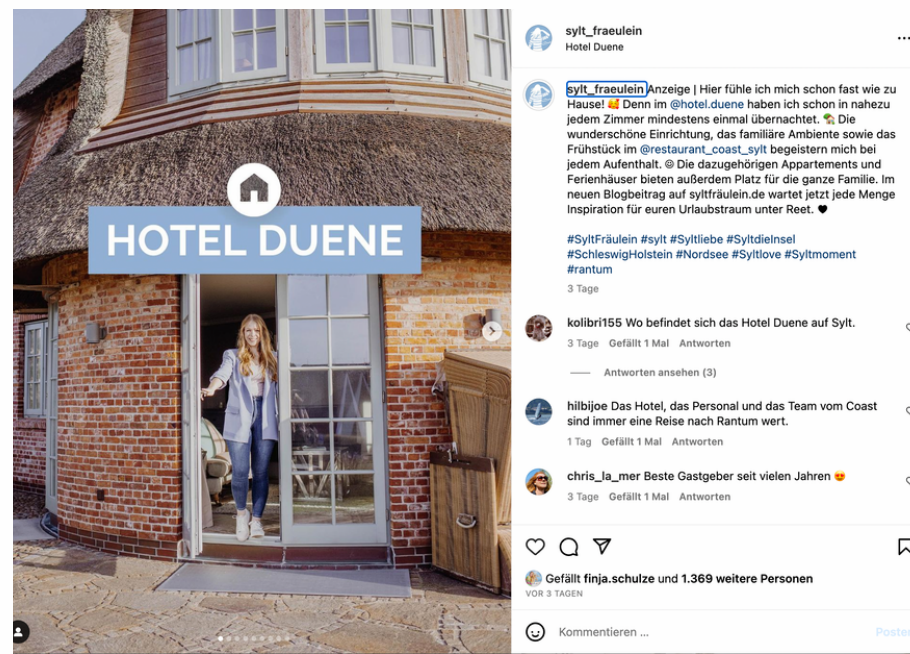 HOTEL DUENE
sylt_fraeulein
Hotel Duene
sylt_fraeulein Anzeige | Hier fühle ich mich schon fast wie zu
Hause! 🥰 Denn im @hotel.duene haben ich schon in nahezu
jedem Zimmer mindestens einmal übernachtet. 🏡 Die
wunderschöne Einrichtung, das familiäre Ambiente sowie das
Frühstück im @restaurant_coast_sylt begeistern mich bei
jedem Aufenthalt. ☺ Die dazugehörigen Appartements und
Ferienhäuser bieten außerdem Platz für die ganze Familie. Im
neuen Blogbeitrag auf syltfräulein.de wartet jetzt jede Menge
Inspiration für euren Urlaubstraum unter Reet. ♥
#SyltFräulein #sylt #Syltliebe #SyltdieInsel
#SchleswigHolstein #Nordsee #Syltlove #Syltmoment
#rantum
3 Tage
kolibri155 Wo befindet sich das Hotel Duene auf Sylt.
3 Tage Gefällt 1 Mal Antworten
Antworten ansehen (3)
hilbijoe Das Hotel, das Personal und das Team vom Coast
sind immer eine Reise nach Rantum wert.
1 Tag Gefällt 1 Mal Antworten
chris_la_mer Beste Gastgeber seit vielen Jahren 😍
3 Tage Gefällt 1 Mal Antworten
Gefällt finja.schulze und 1.369 weitere Personen
VOR 3 TAGEN
Kommentieren ...
Posten